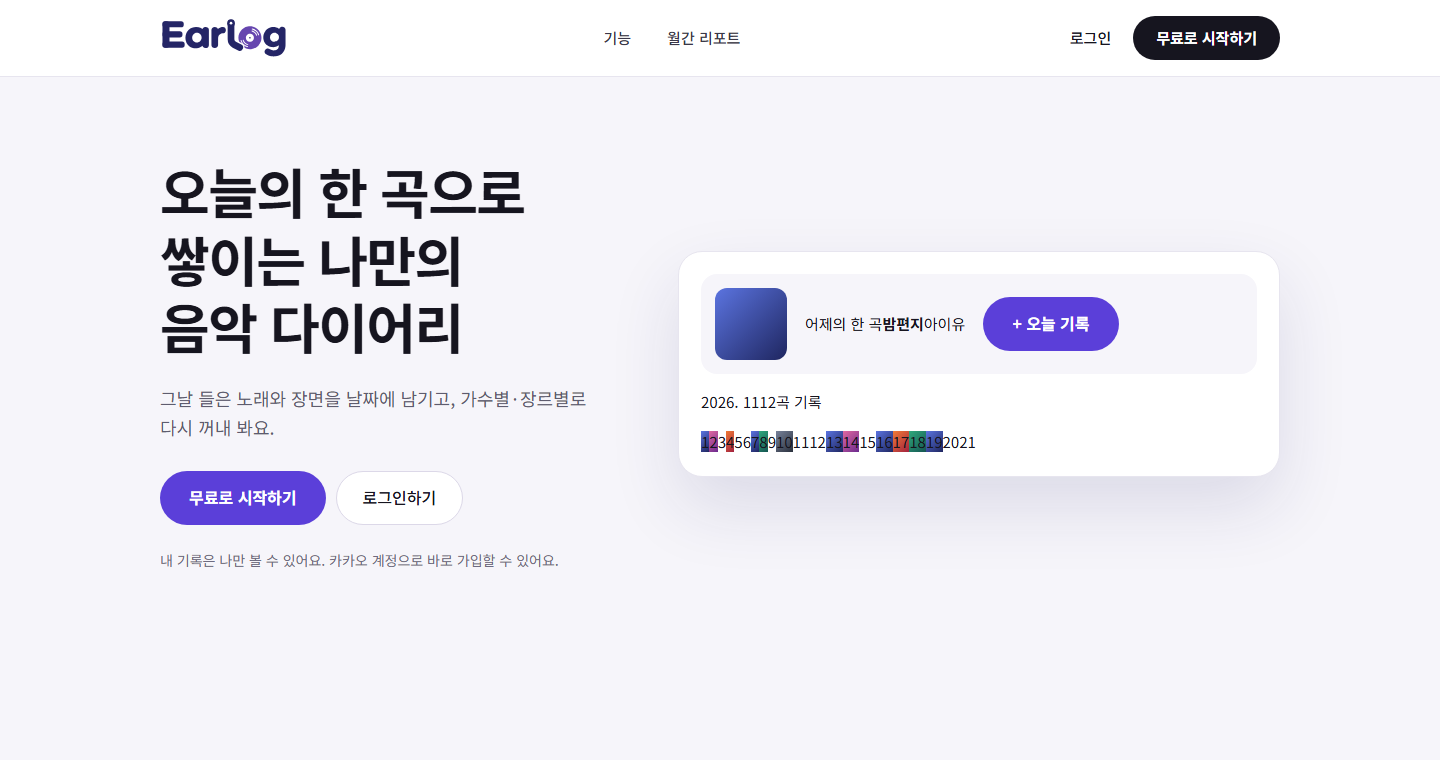 Earlog
기능
월간 리포트
로그인
무료로 시작하기
오늘의 한 곡으로
쌓이는 나만의
음악 다이어리
그날 들은 노래와 장면을 날짜에 남기고, 가수별·장르별로
다시 꺼내 봐요.
무료로 시작하기
로그인하기
내 기록은 나만 볼 수 있어요. 카카오 계정으로 바로 가입할 수 있어요.
어제의 한 곡밤편지아이유
+ 오늘 기록
2026. 1112곡 기록
123456789101112131415161718192021